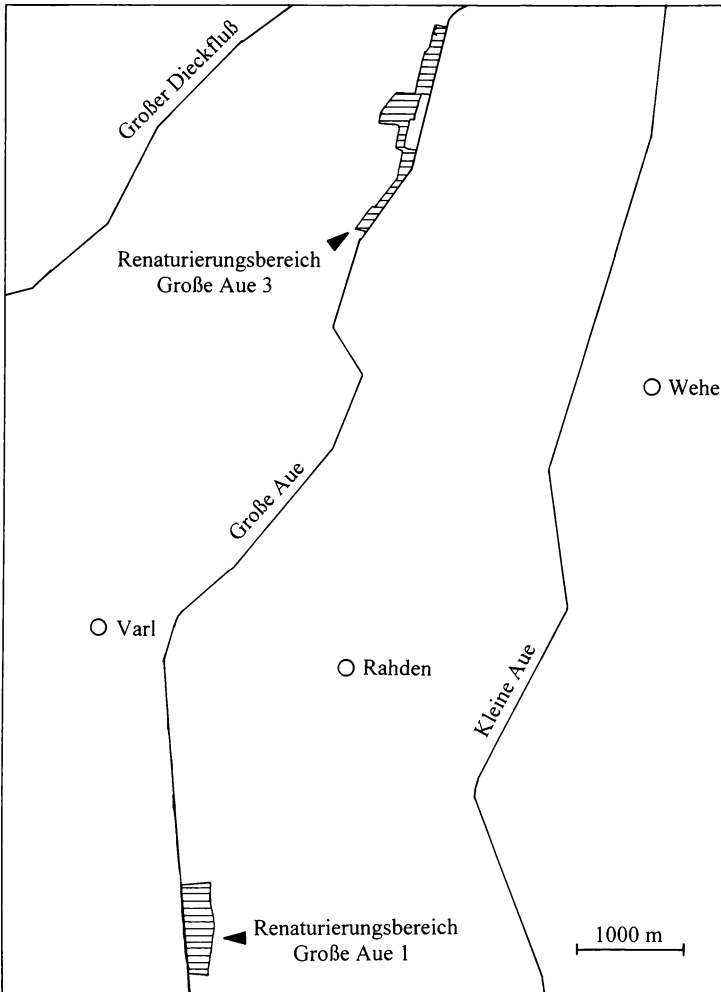 Großer Dieckfluß
Renaturierungsbereich
Große Aue 3
Wehe
Große Aue
Varl
Rahden
Kleine Aue
Renaturierungsbereich
Große Aue 1
1000 m